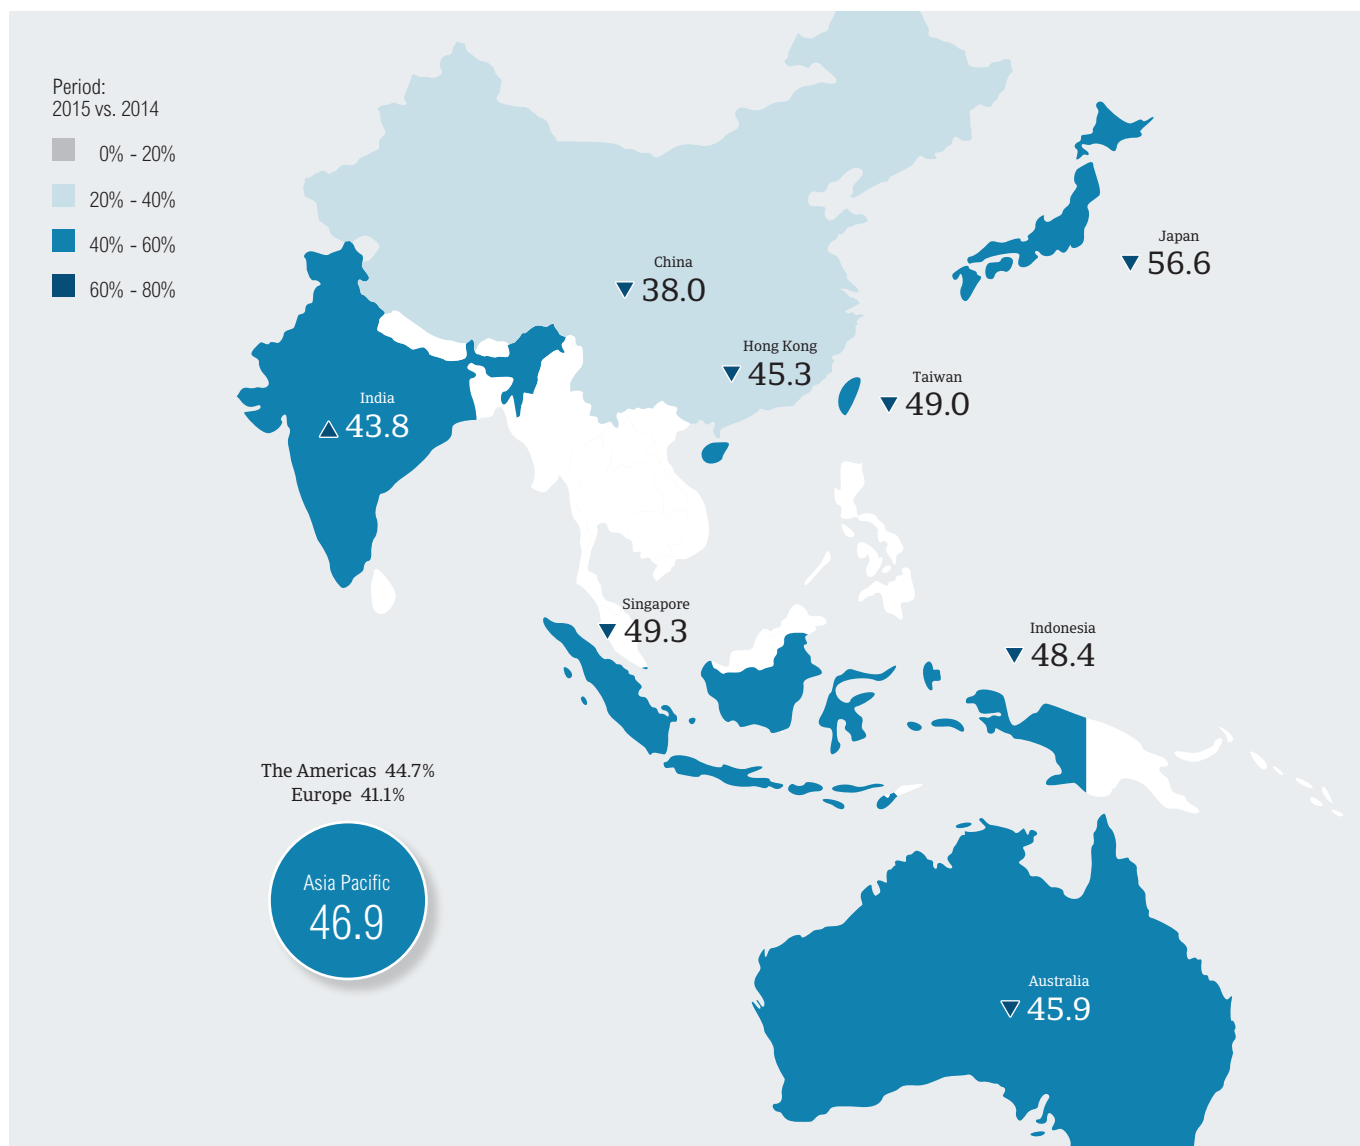 Period:
2015 vs. 2014
0% - 20%
20% - 40%
40% - 60%
60% - 80%
Japan
56.6
China
38.0
Hong Kong
45.3
Taiwan
49.0
India
43.8
Singapore
49.3
Indonesia
48.4
The Americas 44.7%
Europe 41.1%
Asia Pacific
46.9
Australia
45.9